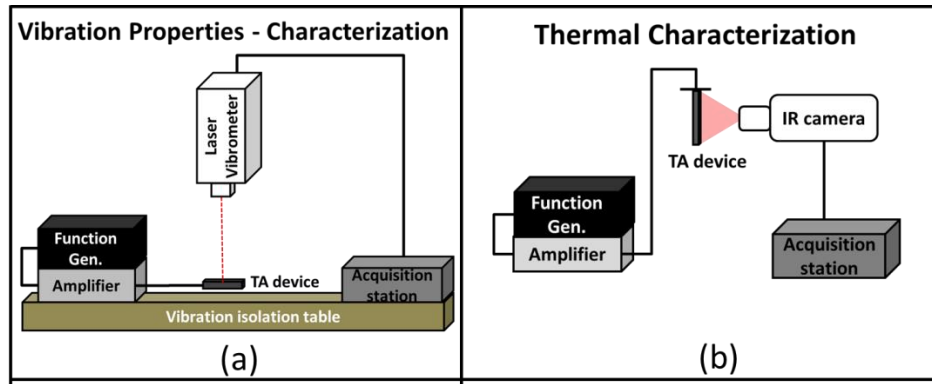 Vibration Properties - Characterization
Laser
Vibrometer
Function
Gen.
Amplifier
TA device
Acquisition
station
Vibration isolation table
(a)
Thermal Characterization
IR camera
TA device
Function
Gen.
Amplifier
Acquisition
station
(b)